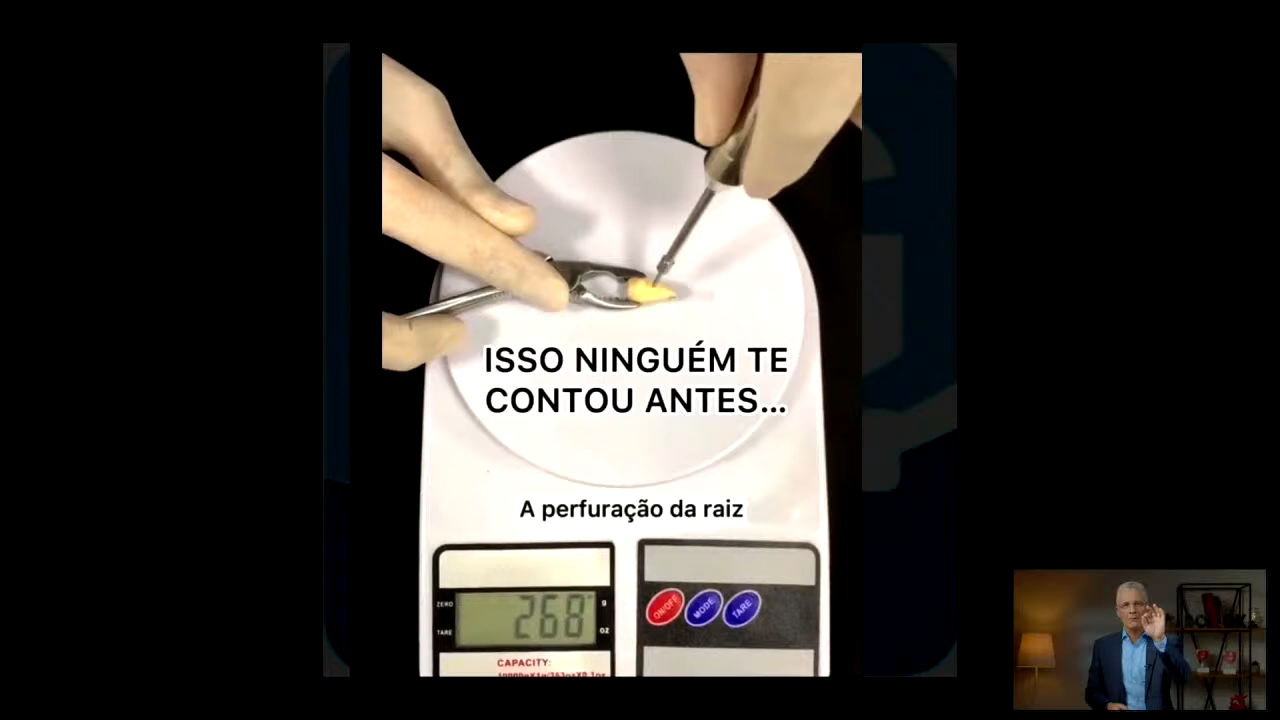 ISSO NINGUÉM TE
CONTOU ANTES...
A perfuração da raiz
ZERO
TARE
268
g
oz
ON/OFF
MODE
TARE
CAPACITY: